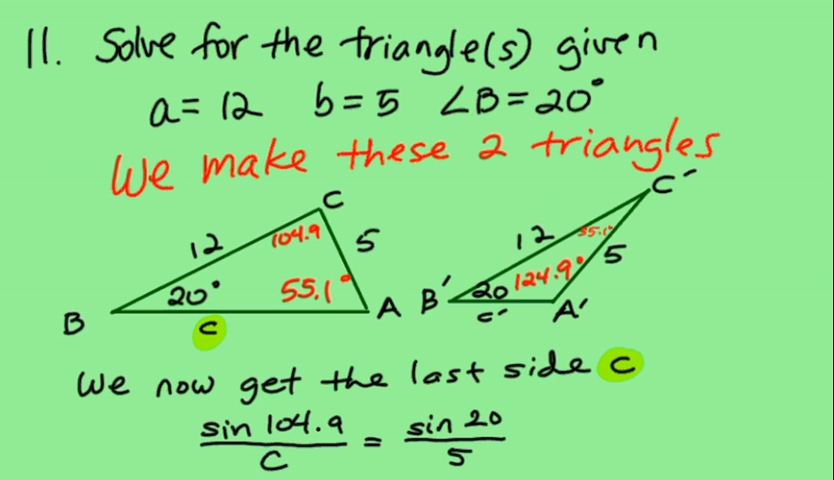 11. Solve for the triangle(s) given
a = 12 b = 5 ∠B = 20°
We make these 2 triangles
C C'
12 104.9 5 12 35.1° 5
20° 55.1° 20 124.9°
B c A B' c' A'
We now get the last side c
sin 104.9 / c = sin 20 / 5